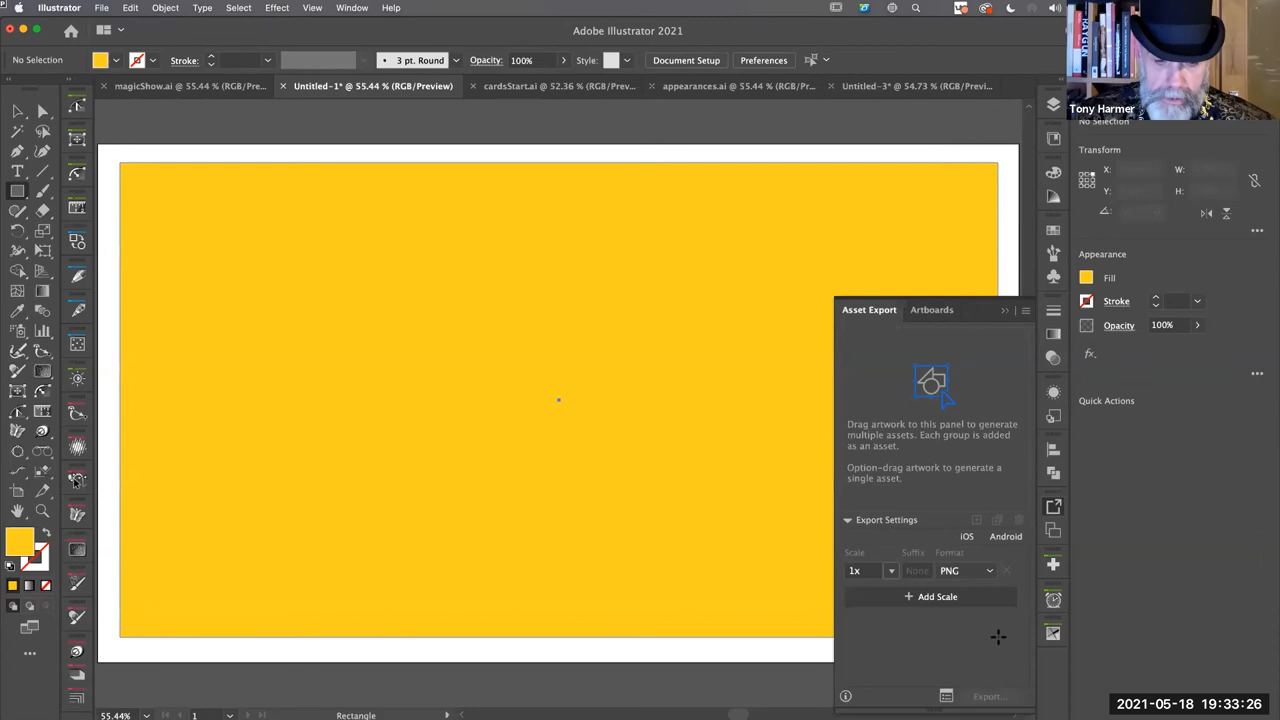 Illustrator File Edit Object Type Select Effect View Window Help
Adobe Illustrator 2021
No Selection Stroke: 3 pt. Round Opacity: 100% Style: Document Setup Preferences
magicShow.ai @ 55.44 % (RGB/Pre... Untitled-1* @ 55.44 % (RGB/Preview) cardsStart.ai @ 52.36 % (RGB/Prev... appearances.ai @ 55.44 % (RGB/Pr... Untitled-3* @ 54.73 % (RGB/Previ...
Tony Harmer
No Selection
Transform
X: W:
Y: H:
Appearance
Fill
Stroke
Opacity 100%
fx.
Quick Actions
Asset Export Artboards
Drag artwork to this panel to generate
multiple assets. Each group is added
as an asset.
Option-drag artwork to generate a
single asset.
Export Settings
iOS Android
Scale Suffix Format
1x None PNG
+ Add Scale
Export...
55.44% 1 Rectangle
2021-05-18 19:33:26